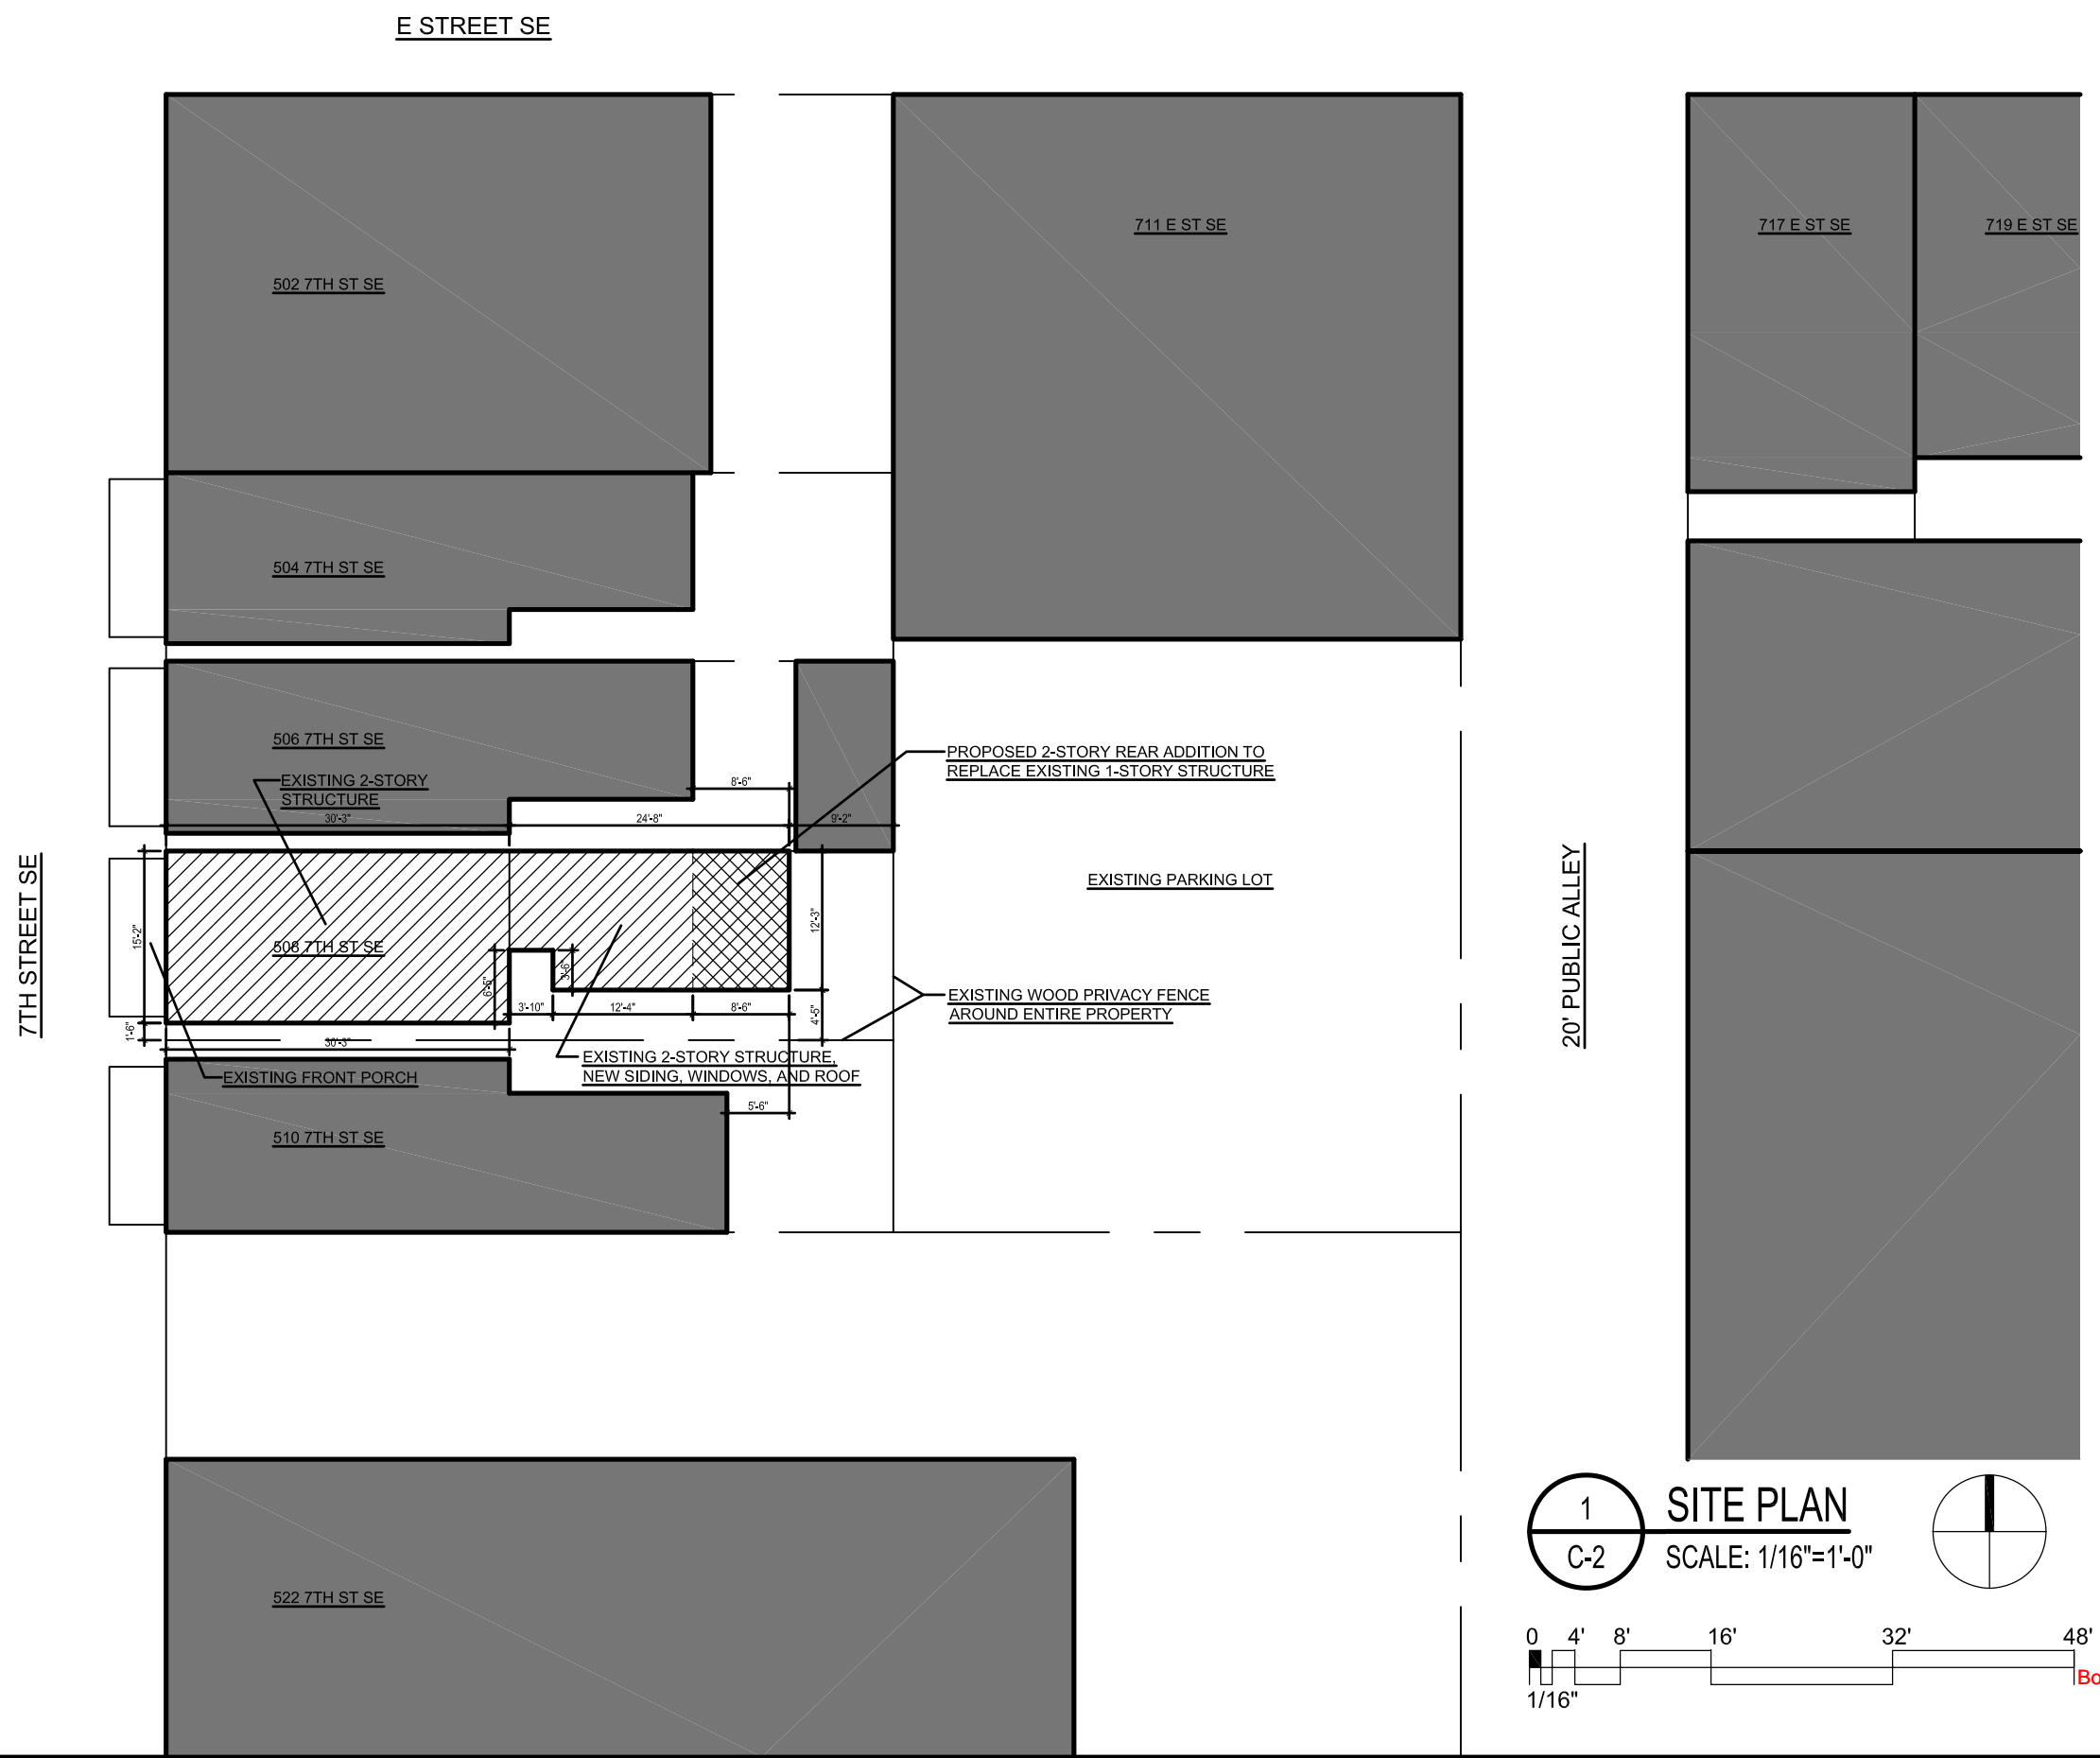 E STREET SE
711 E ST SE
717 E ST SE
719 E ST SE
502 7TH ST SE
504 7TH ST SE
506 7TH ST SE
PROPOSED 2-STORY REAR ADDITION TO
REPLACE EXISTING 1-STORY STRUCTURE
EXISTING 2-STORY
STRUCTURE
8'-6"
30'-3"
24'-8"
9'-2"
7TH STREET SE
EXISTING PARKING LOT
20' PUBLIC ALLEY
15'-2"
508 7TH ST SE
12'-3"
6'-5"
3'-6"
EXISTING WOOD PRIVACY FENCE
AROUND ENTIRE PROPERTY
3'-10"
12'-4"
8'-6"
4'-5"
1'-6"
30'-3"
EXISTING 2-STORY STRUCTURE,
NEW SIDING, WINDOWS, AND ROOF
EXISTING FRONT PORCH
5'-6"
510 7TH ST SE
522 7TH ST SE
1
C-2
SITE PLAN
SCALE: 1/16"=1'-0"
0 4' 8' 16' 32' 48'
1/16"
Bo